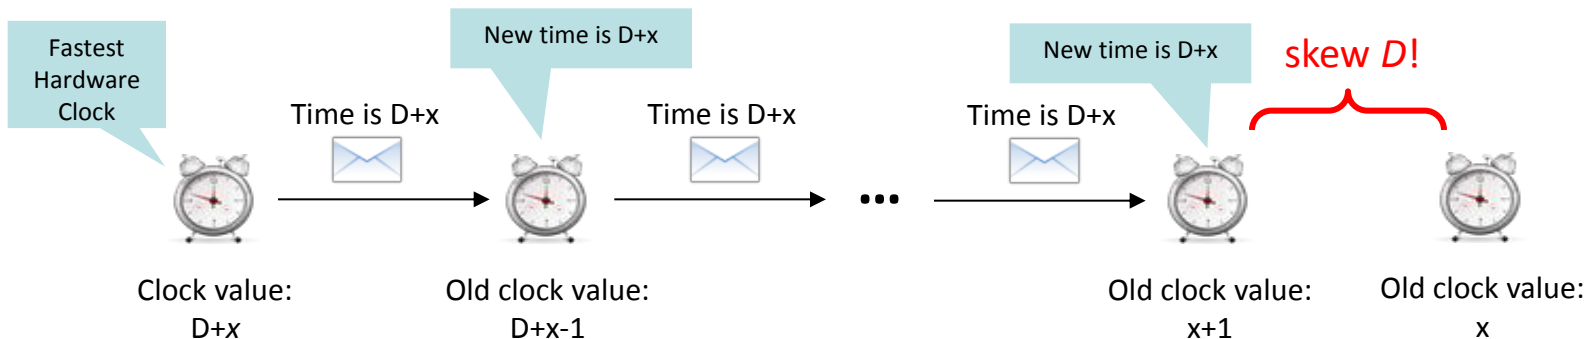 Fastest
Hardware
Clock
New time is D+x
New time is D+x
skew D!
Time is D+x
Time is D+x
Time is D+x
...
Clock value:
D+x
Old clock value:
D+x-1
Old clock value:
x+1
Old clock value:
x